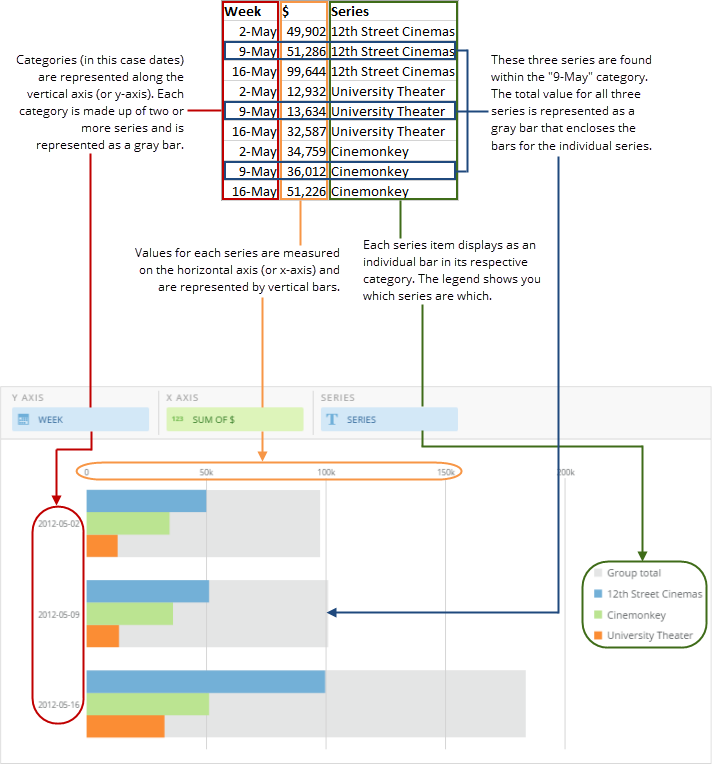 Week $ Series
2-May 49,902 12th Street Cinemas
9-May 51,286 12th Street Cinemas
16-May 99,644 12th Street Cinemas
2-May 12,932 University Theater
9-May 13,634 University Theater
16-May 32,587 University Theater
2-May 34,759 Cinemonkey
9-May 36,012 Cinemonkey
16-May 51,226 Cinemonkey
Categories (in this case dates)
are represented along the
vertical axis (or y-axis). Each
category is made up of two or
more series and is
represented as a gray bar.
These three series are found
within the "9-May" category.
The total value for all three
series is represented as a
gray bar that encloses the
bars for the individual series.
Values for each series are measured
on the horizontal axis (or x-axis) and
are represented by vertical bars.
Each series item displays as an
individual bar in its respective
category. The legend shows you
which series are which.
Y AXIS X AXIS SERIES
WEEK 123 SUM OF $ T SERIES
0 50k 100k 150k 200k
2012-05-02
2012-05-09
2012-05-16
Group total
12th Street Cinemas
Cinemonkey
University Theater